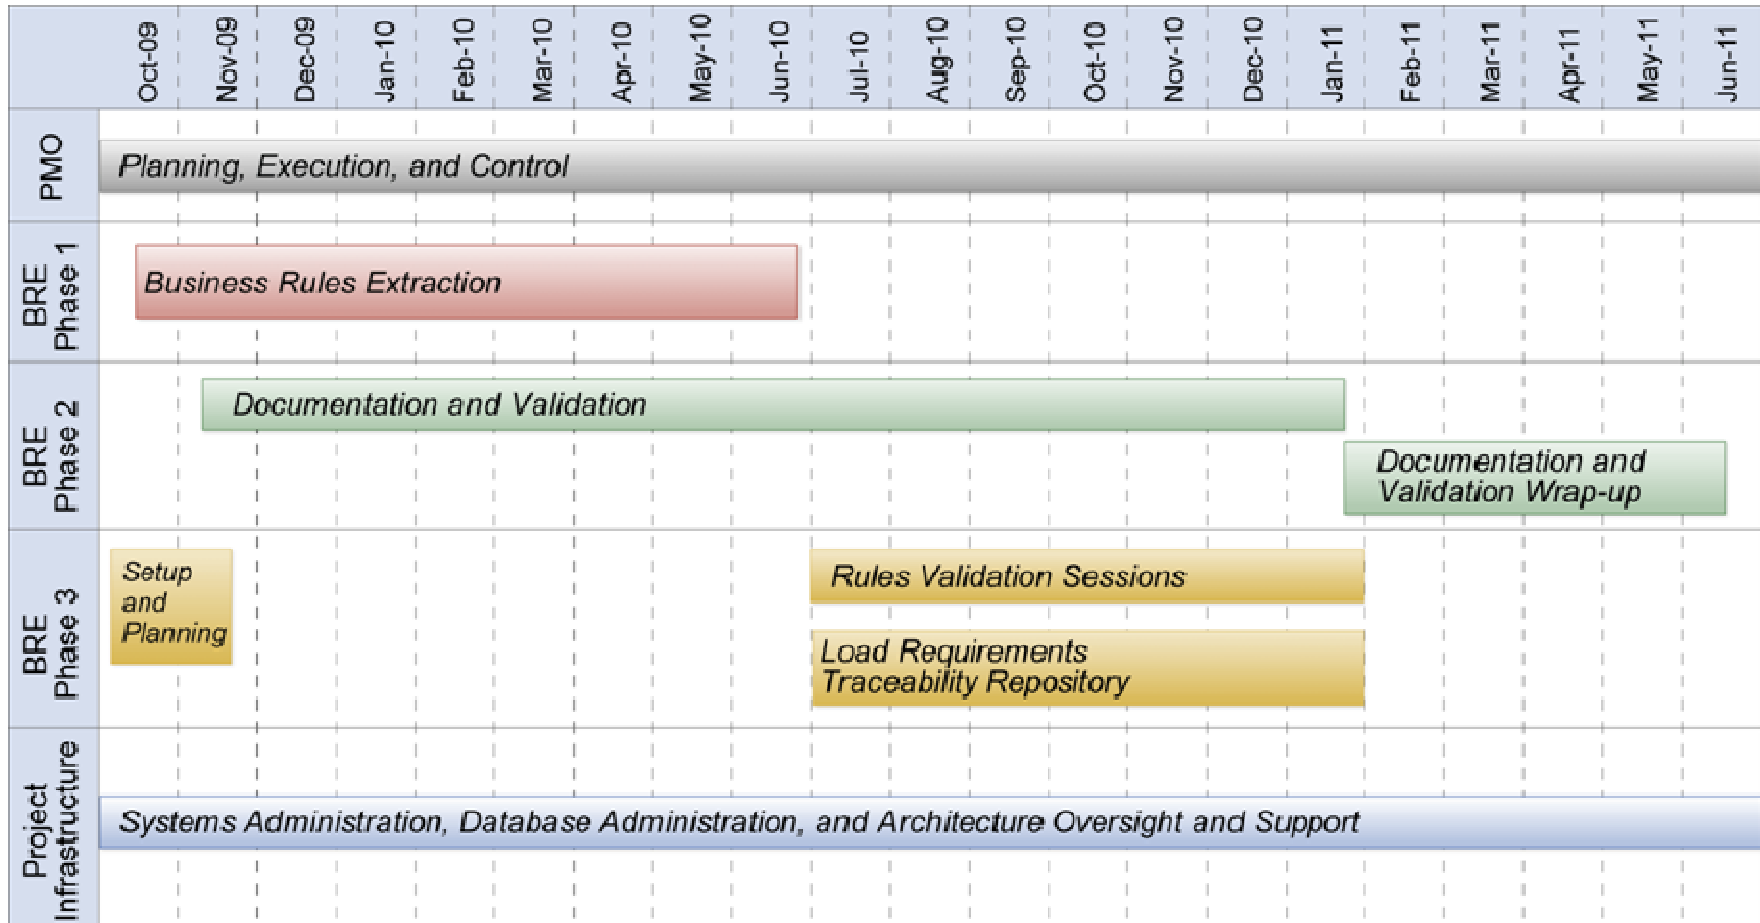 Oct-09
Nov-09
Dec-09
Jan-10
Feb-10
Mar-10
Apr-10
May-10
Jun-10
Jul-10
Aug-10
Sep-10
Oct-10
Nov-10
Dec-10
Jan-11
Feb-11
Mar-11
Apr-11
May-11
Jun-11
PMO
Planning, Execution, and Control
BRE
Phase 1
Business Rules Extraction
BRE
Phase 2
Documentation and Validation
Documentation and
Validation Wrap-up
BRE
Phase 3
Setup
and
Planning
Rules Validation Sessions
Load Requirements
Traceability Repository
Project
Infrastructure
Systems Administration, Database Administration, and Architecture Oversight and Support